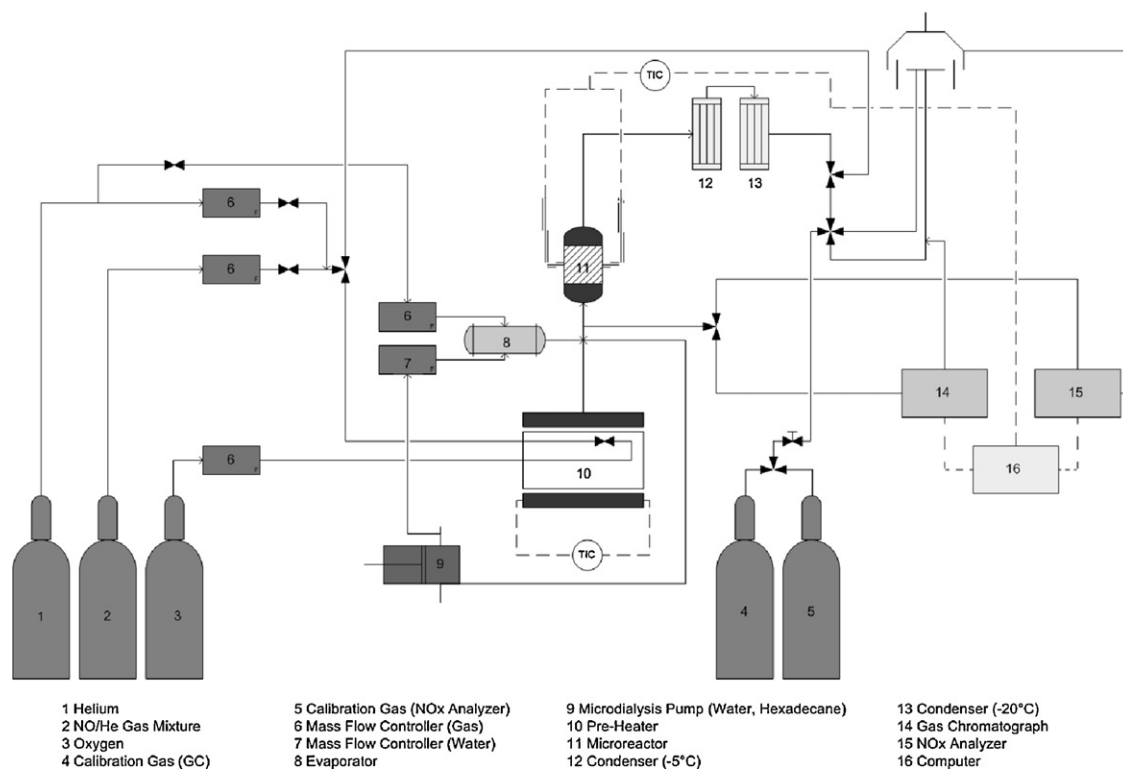 TIC
12
13
6
6
11
6
8
7
14
15
10
6
16
TIC
9
1
2
3
4
5
1 Helium
2 NO/He Gas Mixture
3 Oxygen
4 Calibration Gas (GC)
5 Calibration Gas (NOx Analyzer)
6 Mass Flow Controller (Gas)
7 Mass Flow Controller (Water)
8 Evaporator
9 Microdialysis Pump (Water, Hexadecane)
10 Pre-Heater
11 Microreactor
12 Condenser (-5°C)
13 Condenser (-20°C)
14 Gas Chromatograph
15 NOx Analyzer
16 Computer